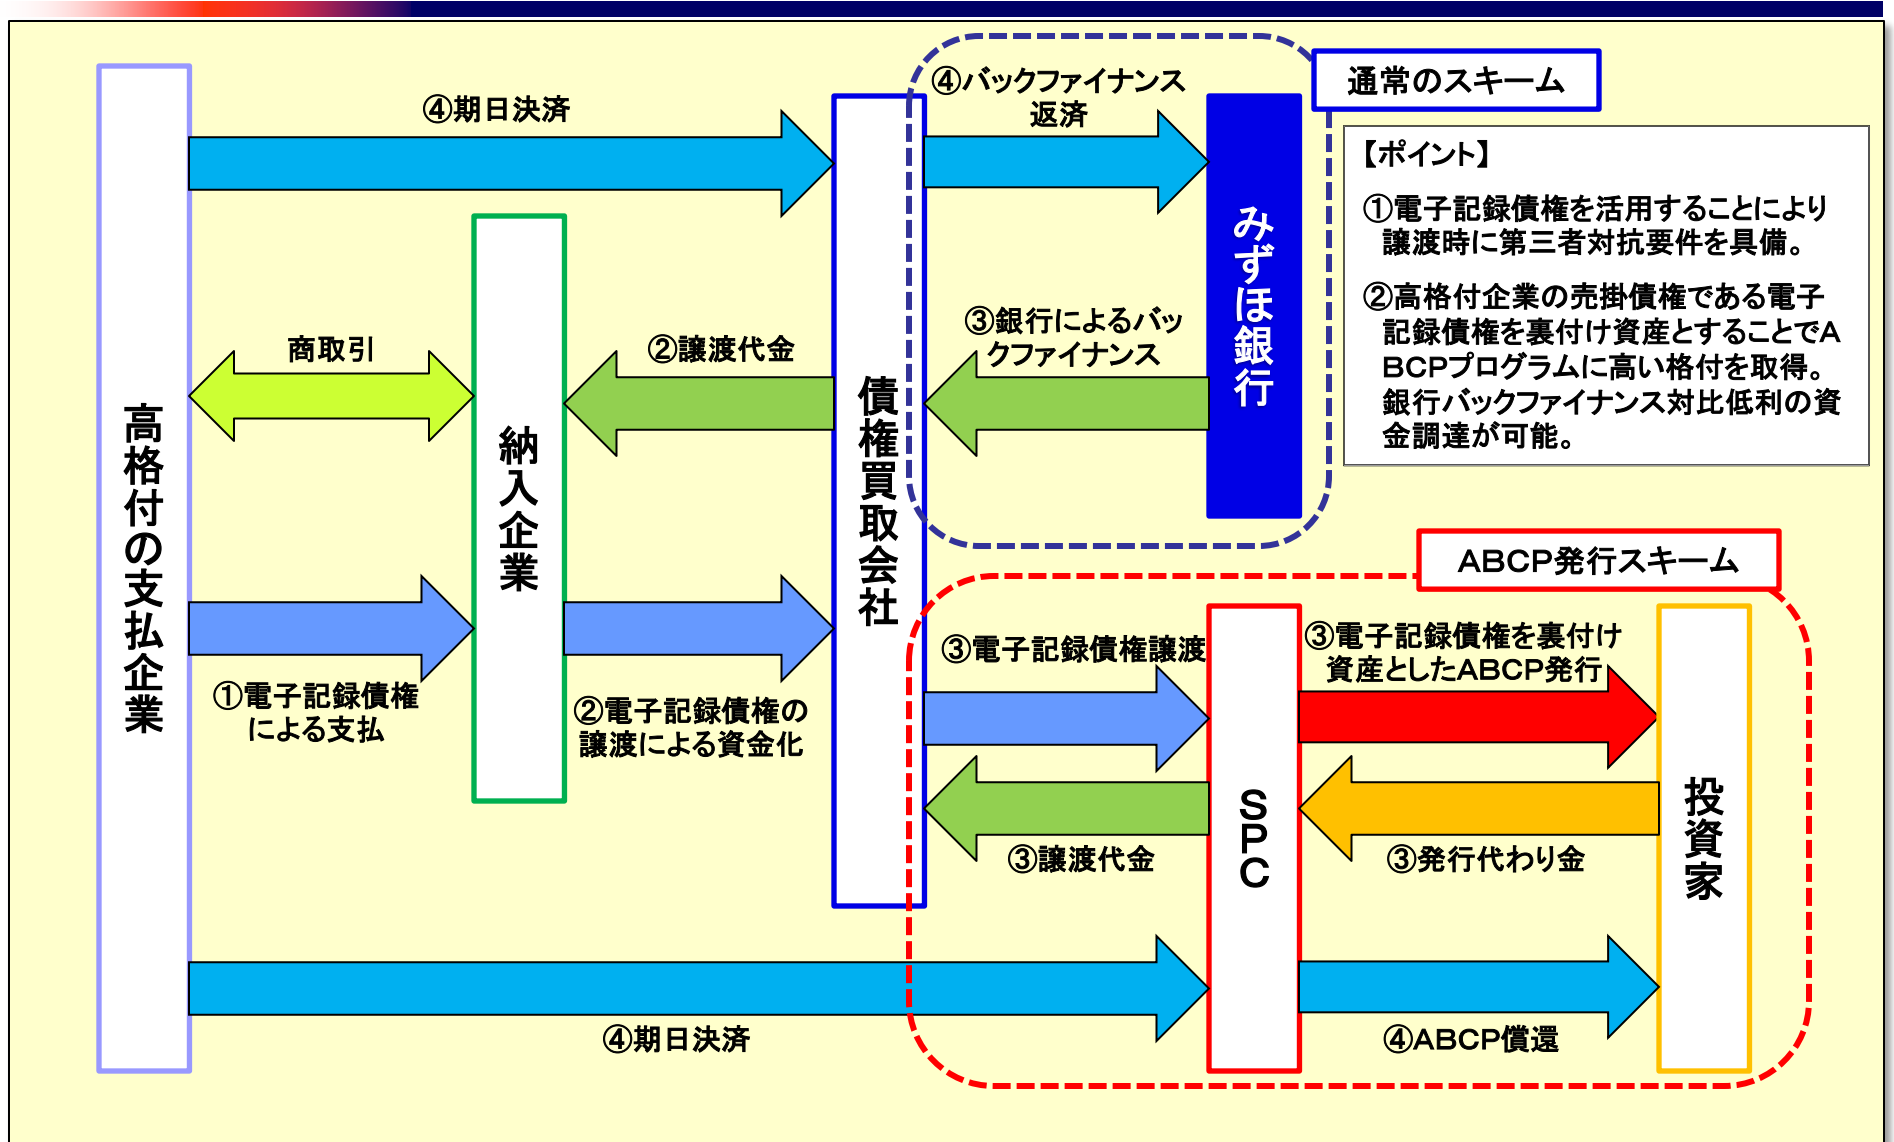 ④期日決済
④バックファイナンス
返済
通常のスキーム
【ポイント】
①電子記録債権を活用することにより
譲渡時に第三者対抗要件を具備。
②高格付企業の売掛債権である電子
記録債権を裏付け資産とすることでA
BCPプログラムに高い格付を取得。
銀行バックファイナンス対比低利の資
金調達が可能。
商取引
②譲渡代金
③銀行によるバッ
クファイナンス
みずほ銀行
高格付の支払企業
納入企業
債権買取会社
ABCP発行スキーム
①電子記録債権
による支払
②電子記録債権の
譲渡による資金化
③電子記録債権譲渡
③電子記録債権を裏付け
資産としたABCP発行
SPC
投資家
③譲渡代金
③発行代わり金
④期日決済
④ABCP償還